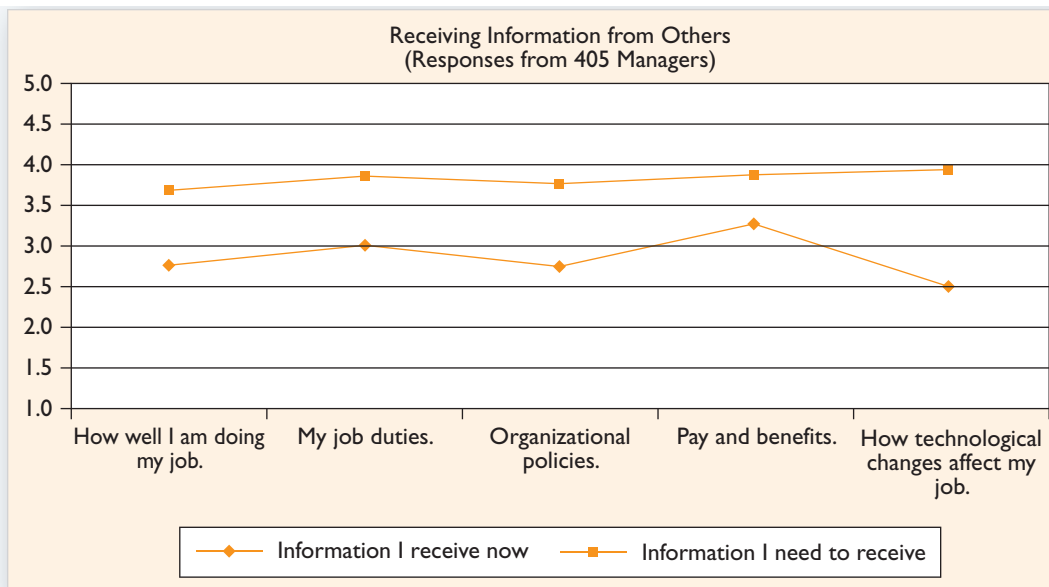 Receiving Information from Others
(Responses from 405 Managers)
5.0
4.5
4.0
3.5
3.0
2.5
2.0
1.5
1.0
How well I am doing
my job.
My job duties.
Organizational
policies.
Pay and benefits.
How technological
changes affect my
job.
Information I receive now
Information I need to receive